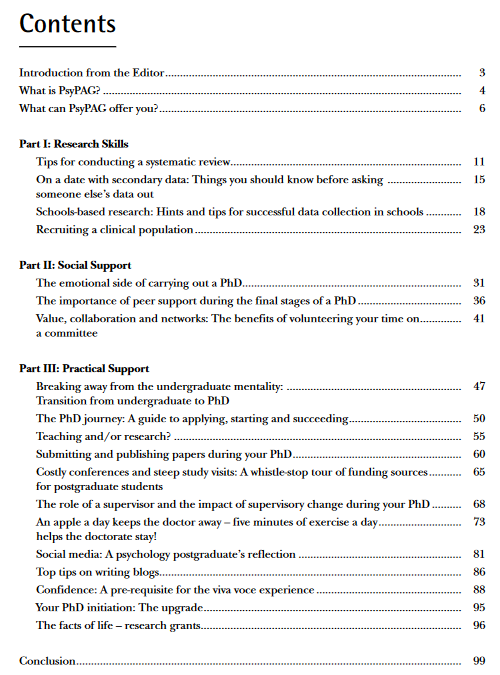 Contents
Introduction from the Editor 3
What is PsyPAG? 4
What can PsyPAG offer you? 6
Part I: Research Skills
Tips for conducting a systematic review 11
On a date with secondary data: Things you should know before asking 15
someone else's data out
Schools-based research: Hints and tips for successful data collection in schools 18
Recruiting a clinical population 23
Part II: Social Support
The emotional side of carrying out a PhD 31
The importance of peer support during the final stages of a PhD 36
Value, collaboration and networks: The benefits of volunteering your time on 41
a committee
Part III: Practical Support
Breaking away from the undergraduate mentality: 47
Transition from undergraduate to PhD
The PhD journey: A guide to applying, starting and succeeding 50
Teaching and/or research? 55
Submitting and publishing papers during your PhD 60
Costly conferences and steep study visits: A whistle-stop tour of funding sources 65
for postgraduate students
The role of a supervisor and the impact of supervisory change during your PhD 68
An apple a day keeps the doctor away – five minutes of exercise a day 73
helps the doctorate stay!
Social media: A psychology postgraduate's reflection 81
Top tips on writing blogs 86
Confidence: A pre-requisite for the viva voce experience 88
Your PhD initiation: The upgrade 95
The facts of life – research grants 96
Conclusion 99